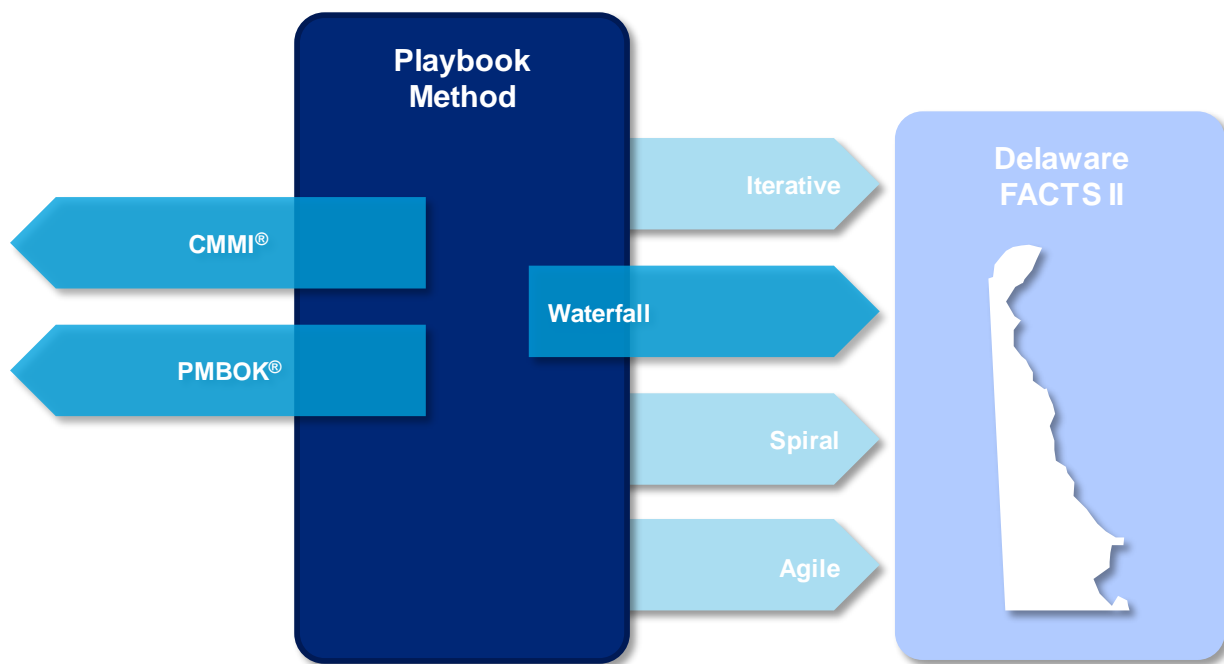 Playbook
Method
CMMI®
PMBOK®
Iterative
Waterfall
Spiral
Agile
Delaware
FACTS II